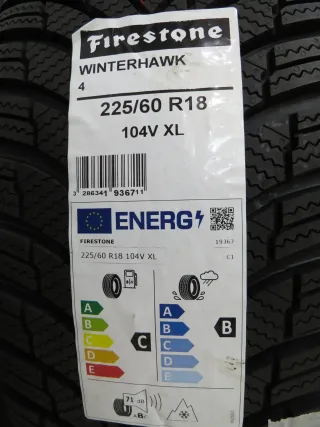 Firestone
WINTERHAWK
4
225/60 R18
104V XL
3 286341 936711
ENERG
FIRESTONE 19367
225/60 R18 104V XL C1
A
B
C
D
E
C
A
B
C
D
E
B
71 dB